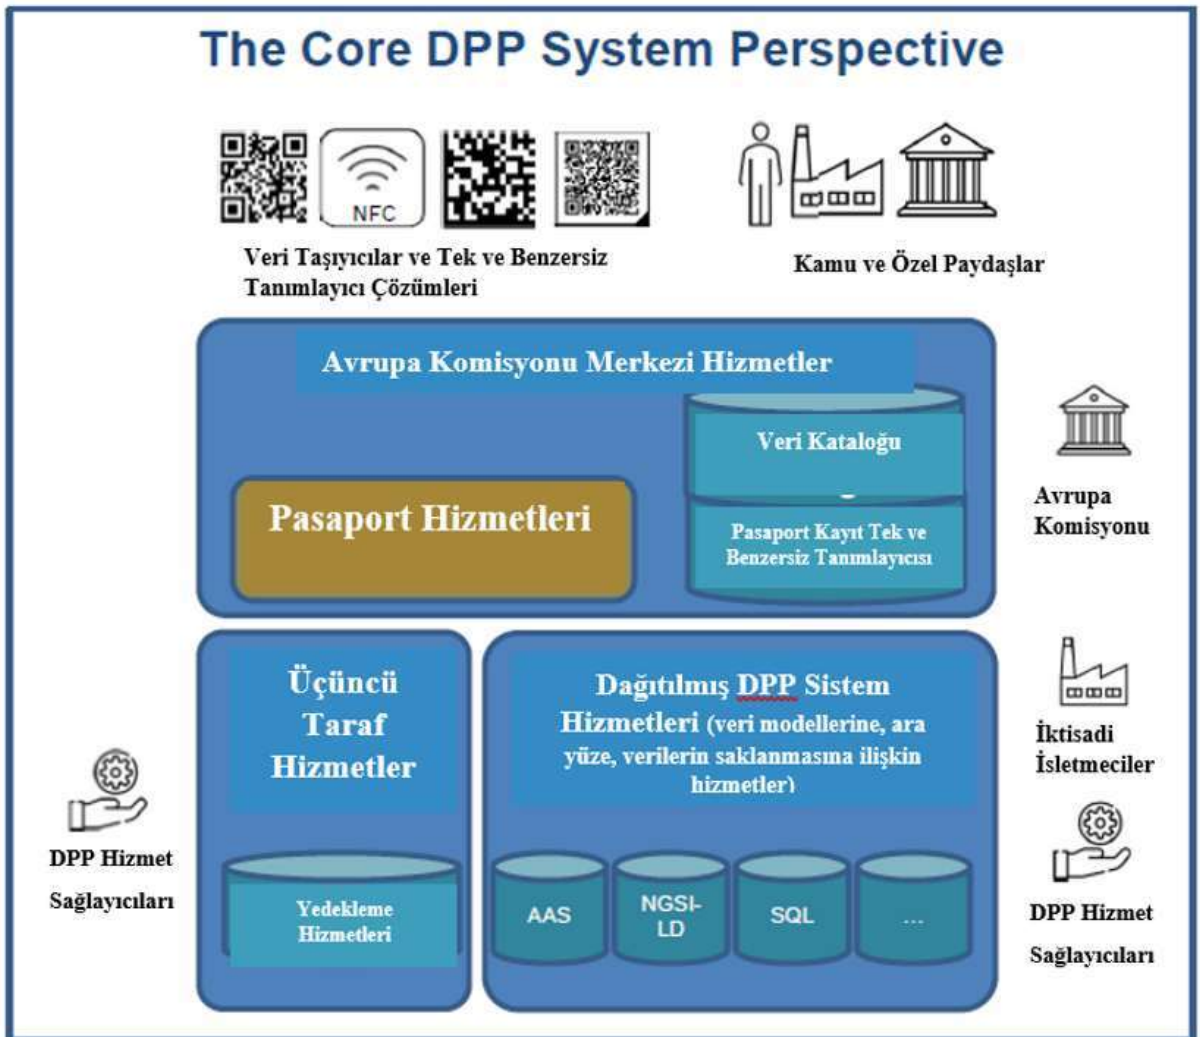 The Core DPP System Perspective
NFC
Veri Taşıyıcılar ve Tek ve Benzersiz
Tanımlayıcı Çözümleri
Kamu ve Özel Paydaşlar
Avrupa Komisyonu Merkezi Hizmetler
Veri Kataloğu
Pasaport Hizmetleri
Pasaport Kayıt Tek ve
Benzersiz Tanımlayıcısı
Avrupa
Komisyonu
Üçüncü
Taraf
Hizmetler
Dağıtılmış DPP Sistem
Hizmetleri (veri modellerine, ara
yüze, verilerin saklanmasına ilişkin
hizmetler)
İktisadi
İşletmeciler
DPP Hizmet
Sağlayıcıları
Yedekleme
Hizmetleri
AAS
NGSI-
LD
SQL
...
DPP Hizmet
Sağlayıcıları